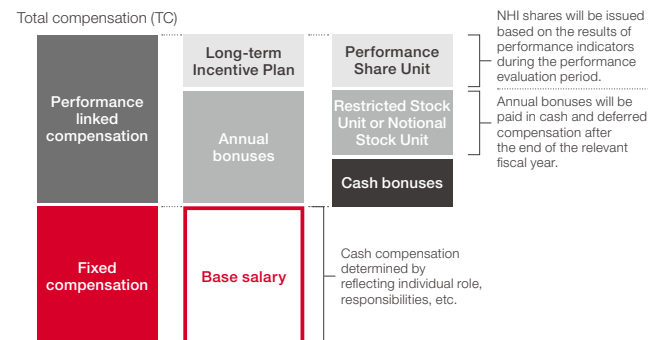 Total compensation (TC)
Performance
linked
compensation
Fixed
compensation
Long-term
Incentive Plan
Annual
bonuses
Base salary
Performance
Share Unit
Restricted Stock
Unit or Notional
Stock Unit
Cash bonuses
NHI shares will be issued
based on the results of
performance indicators
during the performance
evaluation period.
Annual bonuses will be
paid in cash and deferred
compensation after
the end of the relevant
fiscal year.
Cash compensation
determined by
reflecting individual role,
responsibilities, etc.